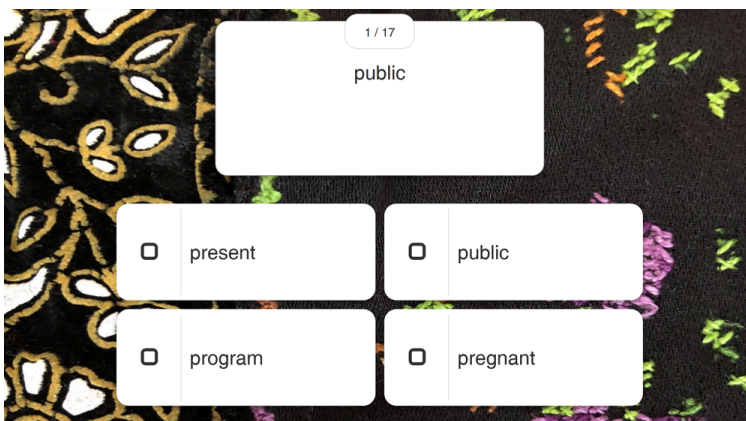 1 / 17
public
present
public
program
pregnant